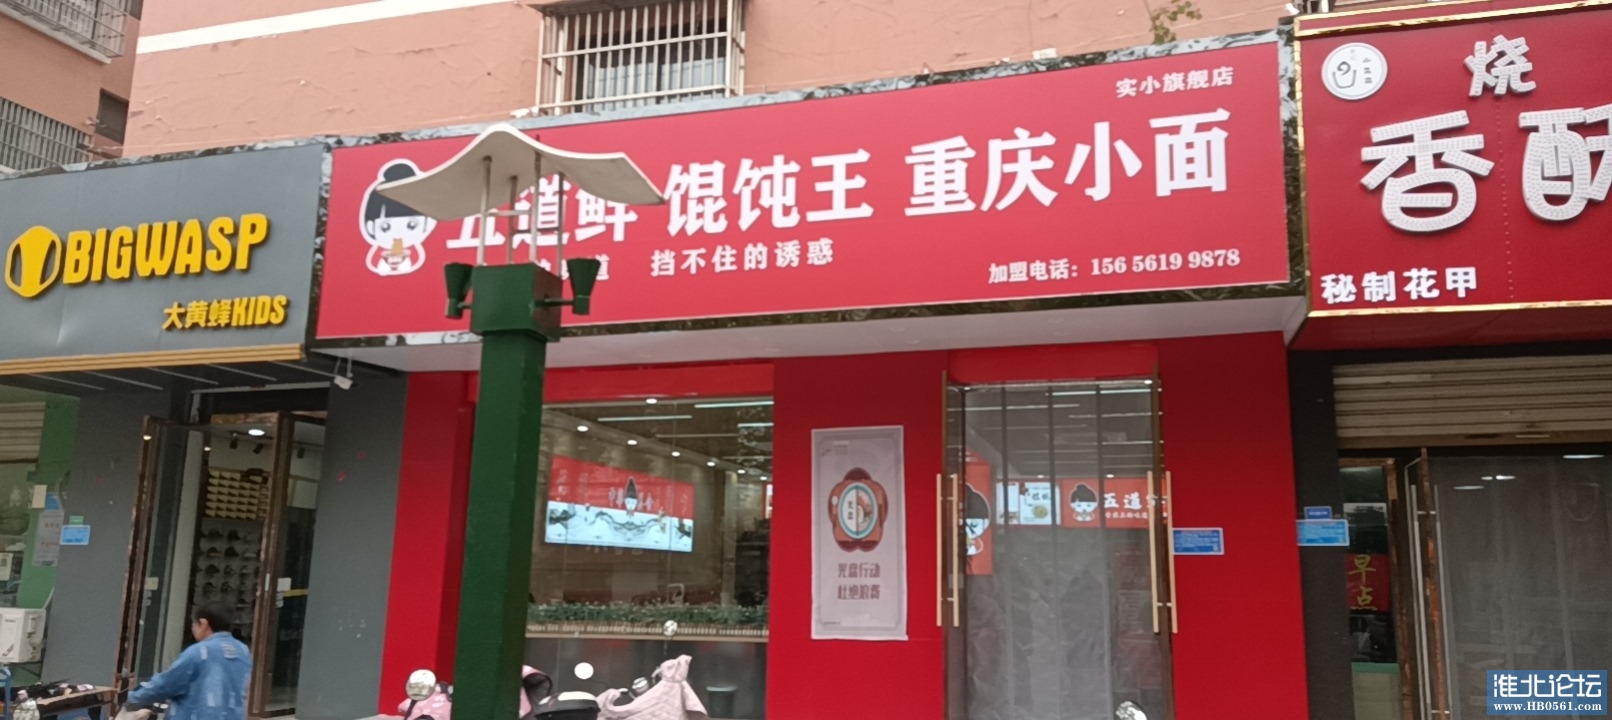 BIGWASP
大黄蜂KIDS
实小旗舰店
五道鲜 馄饨王 重庆小面
挡不住的诱惑
加盟电话：156 5619 9878
烧
香酥
秘制花甲
光盘行动
杜绝浪费
五道鲜
早点
淮北论坛
www.HB0561.com